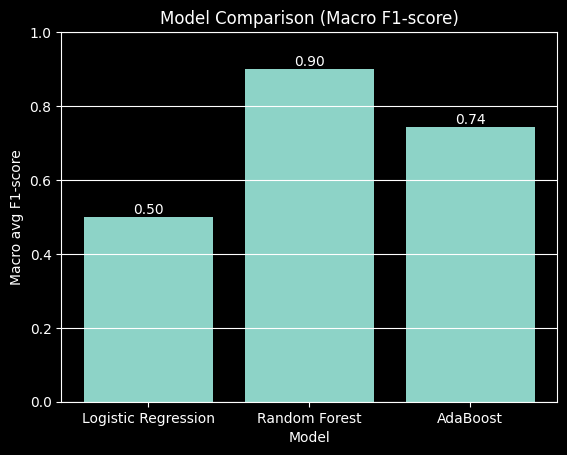 Model Comparison (Macro F1-score)
1.0
0.8
0.6
0.4
0.2
0.0
Macro avg F1-score
0.50
0.90
0.74
Logistic Regression
Random Forest
AdaBoost
Model